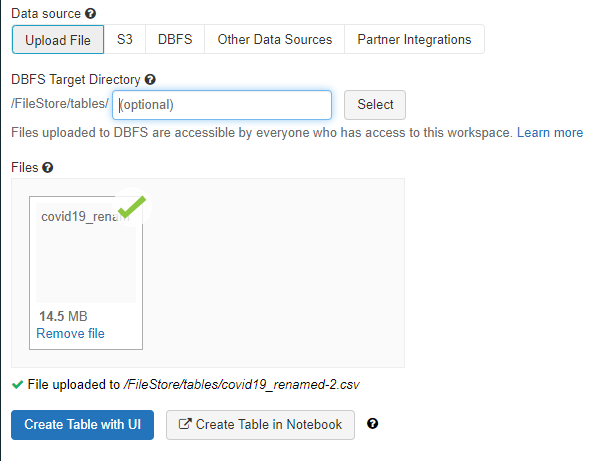 Data source
Upload File S3 DBFS Other Data Sources Partner Integrations
DBFS Target Directory
/FileStore/tables/ (optional) Select
Files uploaded to DBFS are accessible by everyone who has access to this workspace. Learn more
Files
covid19_renam
14.5 MB
Remove file
File uploaded to /FileStore/tables/covid19_renamed-2.csv
Create Table with UI Create Table in Notebook